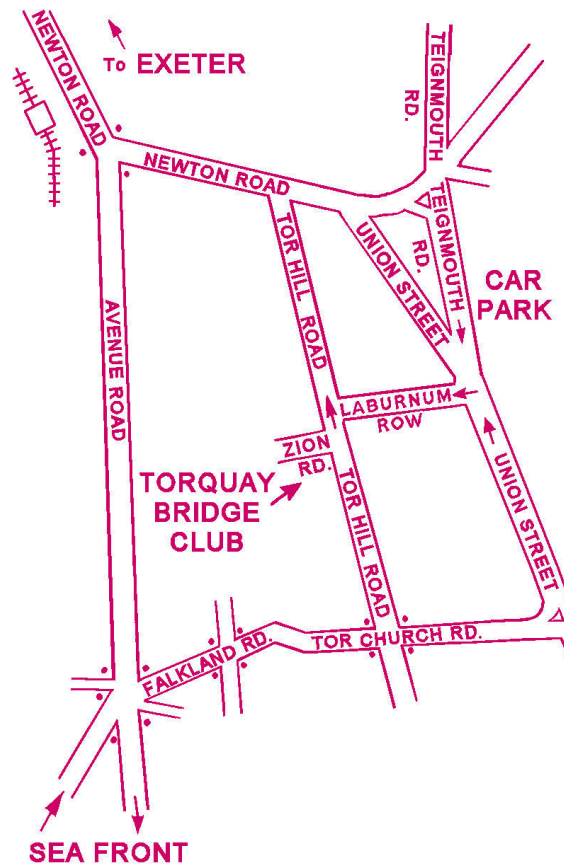 NEWTON ROAD
To EXETER
TEIGNMOUTH
RD.
NEWTON ROAD
TEIGNMOUTH
RD.
TOR HILL ROAD
UNION STREET
CAR
PARK
AVENUE ROAD
LABURNUM
ROW
ZION
RD.
TORQUAY
BRIDGE
CLUB
TOR HILL ROAD
UNION STREET
FALKLAND RD.
TOR CHURCH RD.
SEA FRONT